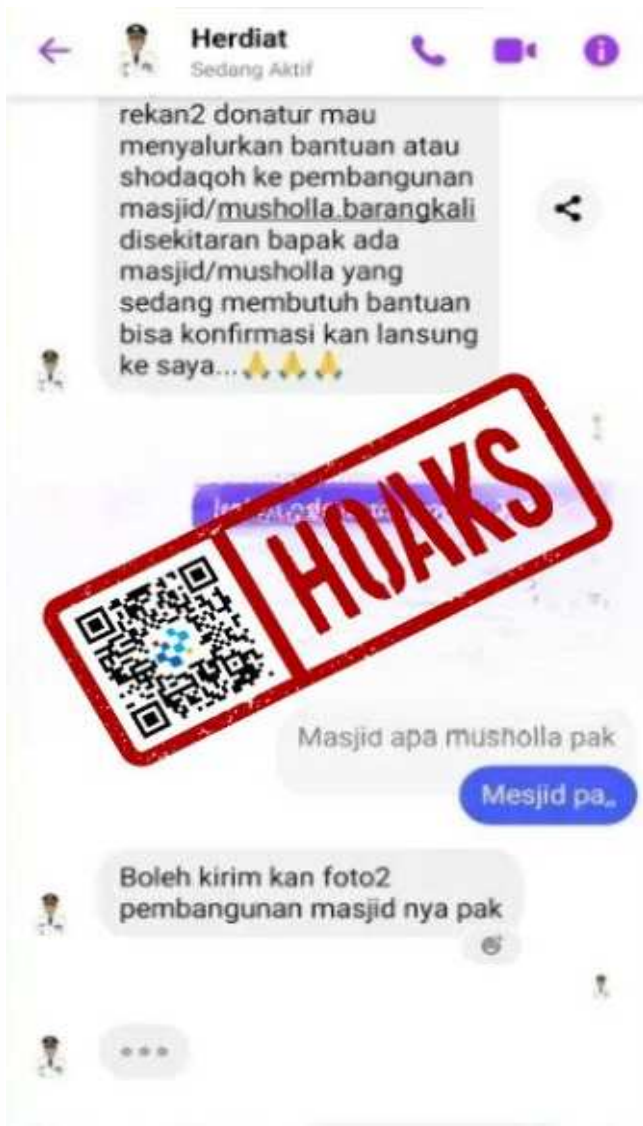 Herdiat
Sedang Aktif
rekan2 donatur mau
menyalurkan bantuan atau
shodaqoh ke pembangunan
masjid/musholla.barangkali
disekitaran bapak ada
masjid/musholla yang
sedang membutuh bantuan
bisa konfirmasi kan lansung
ke saya...🙏🙏🙏
HOAKS
Masjid apa musholla pak
Mesjid pa,,
Boleh kirim kan foto2
pembangunan masjid nya pak